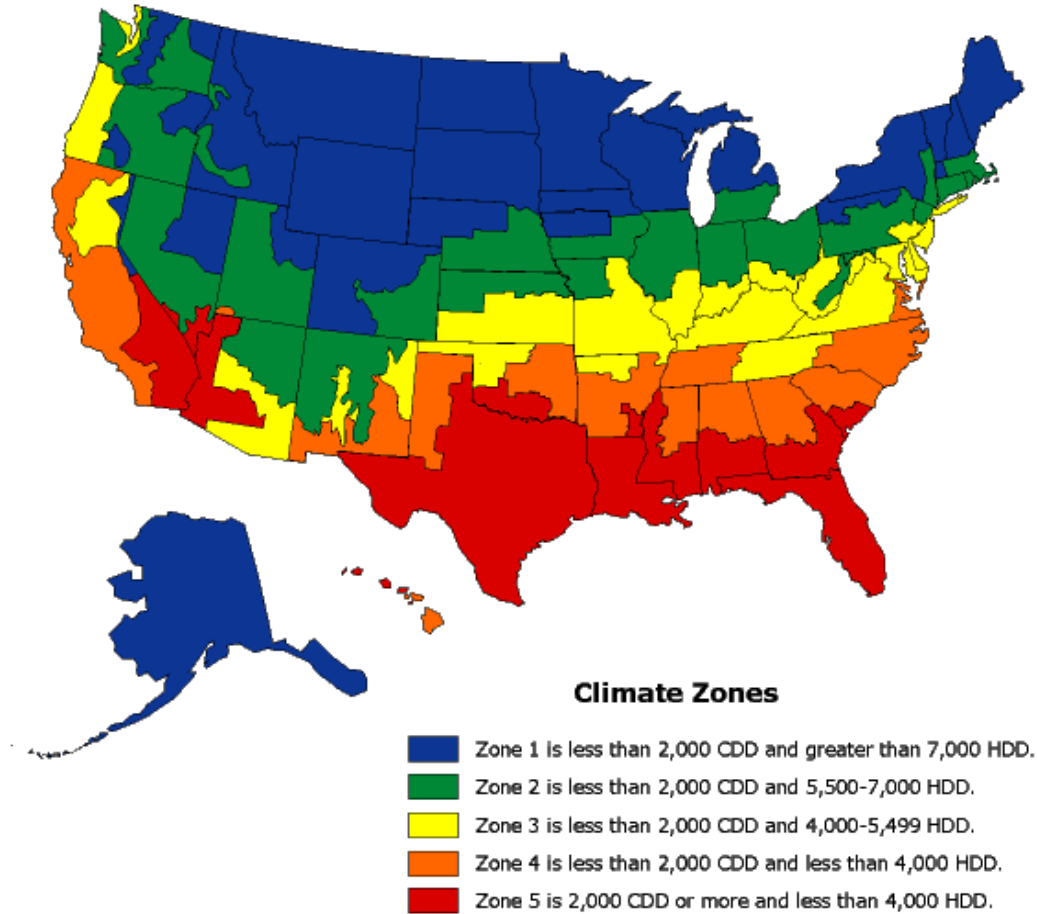 Climate Zones
Zone 1 is less than 2,000 CDD and greater than 7,000 HDD.
Zone 2 is less than 2,000 CDD and 5,500-7,000 HDD.
Zone 3 is less than 2,000 CDD and 4,000-5,499 HDD.
Zone 4 is less than 2,000 CDD and less than 4,000 HDD.
Zone 5 is 2,000 CDD or more and less than 4,000 HDD.